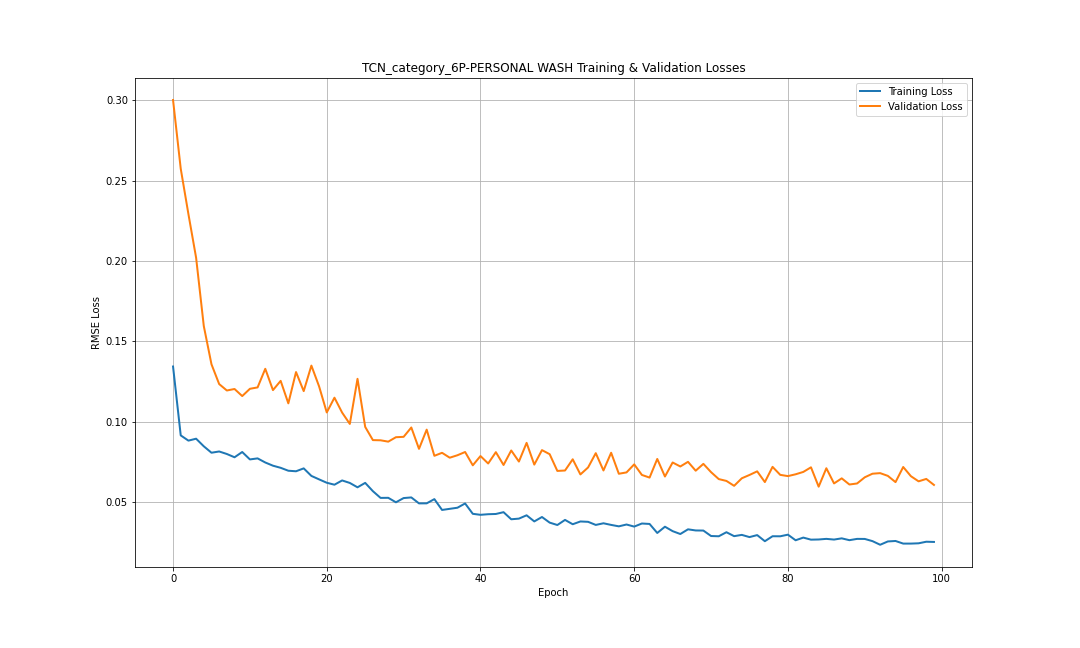 TCN_category_6P-PERSONAL WASH Training & Validation Losses
Training Loss
Validation Loss
RMSE Loss
0.30
0.25
0.20
0.15
0.10
0.05
0 20 40 60 80 100
Epoch